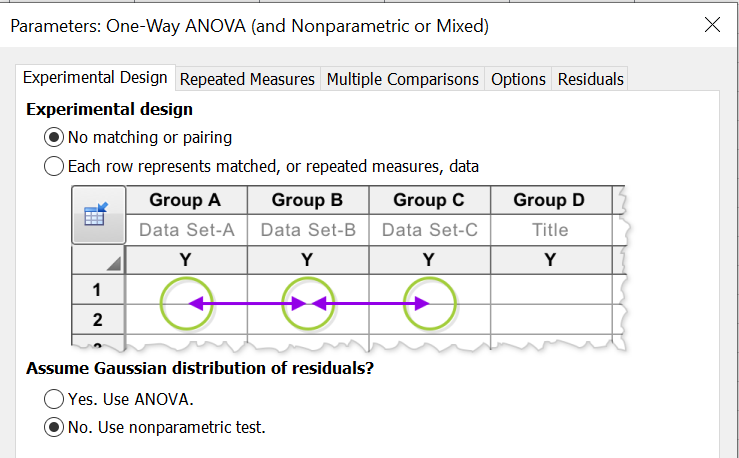 Parameters: One-Way ANOVA (and Nonparametric or Mixed)
Experimental Design Repeated Measures Multiple Comparisons Options Residuals
Experimental design
No matching or pairing
Each row represents matched, or repeated measures, data
Group A Group B Group C Group D
Data Set-A Data Set-B Data Set-C Title
Y Y Y Y
1
2
Assume Gaussian distribution of residuals?
Yes. Use ANOVA.
No. Use nonparametric test.